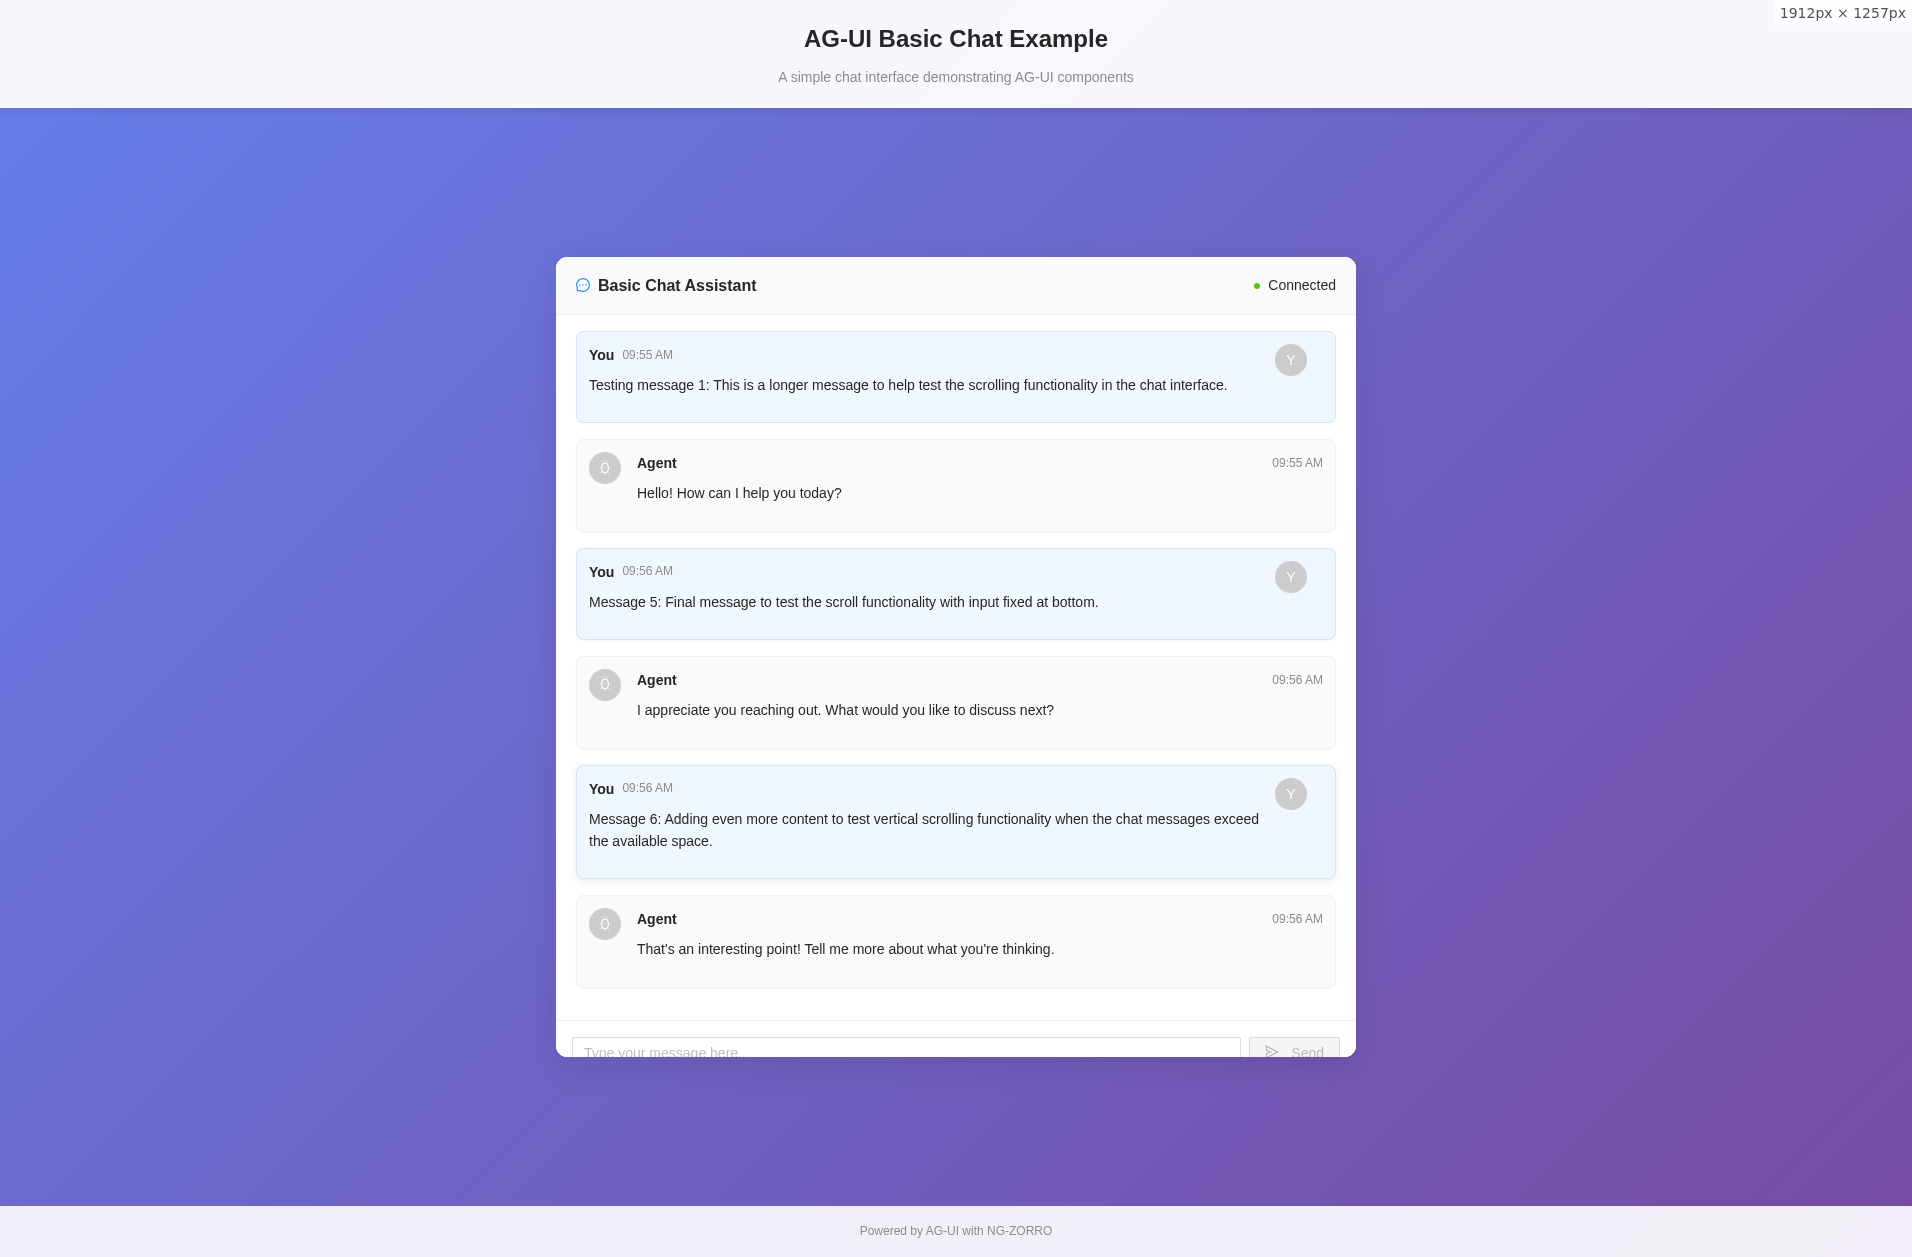 1912px × 1257px
AG-UI Basic Chat Example
A simple chat interface demonstrating AG-UI components
Basic Chat Assistant
Connected
You 09:55 AM
Y
Testing message 1: This is a longer message to help test the scrolling functionality in the chat interface.
Agent 09:55 AM
Hello! How can I help you today?
You 09:56 AM
Y
Message 5: Final message to test the scroll functionality with input fixed at bottom.
Agent 09:56 AM
I appreciate you reaching out. What would you like to discuss next?
You 09:56 AM
Y
Message 6: Adding even more content to test vertical scrolling functionality when the chat messages exceed
the available space.
Agent 09:56 AM
That's an interesting point! Tell me more about what you're thinking.
Type your message here...
Send
Powered by AG-UI with NG-ZORRO